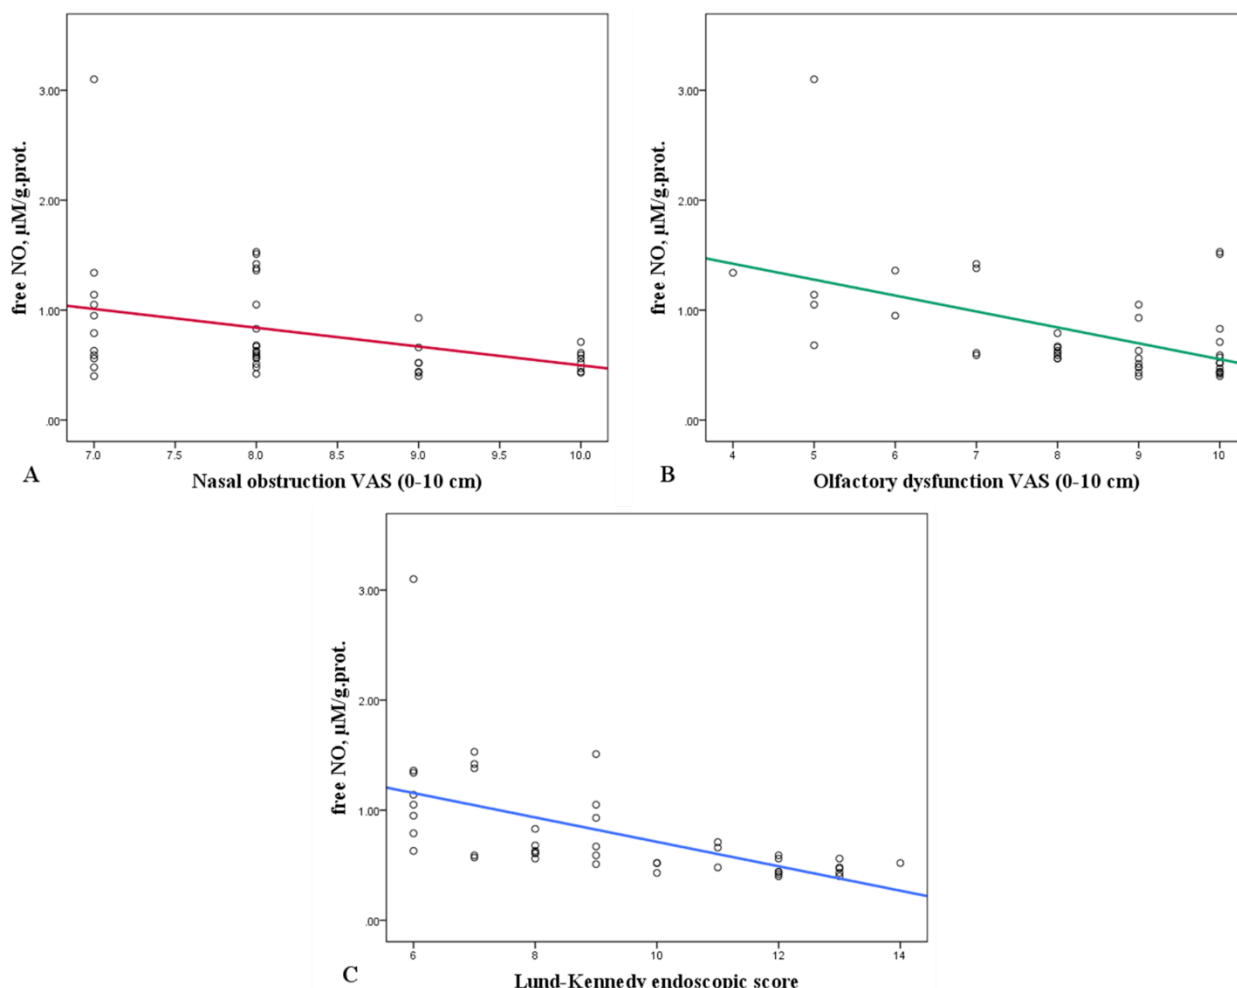 3.00
2.00
1.00
.00
free NO, µM/g.prot.
7.0 7.5 8.0 8.5 9.0 9.5 10.0
A
Nasal obstruction VAS (0-10 cm)
3.00
2.00
1.00
.00
free NO, µM/g.prot.
4 5 6 7 8 9 10
B
Olfactory dysfunction VAS (0-10 cm)
3.00
2.00
1.00
.00
free NO, µM/g.prot.
6 8 10 12 14
C
Lund-Kennedy endoscopic score